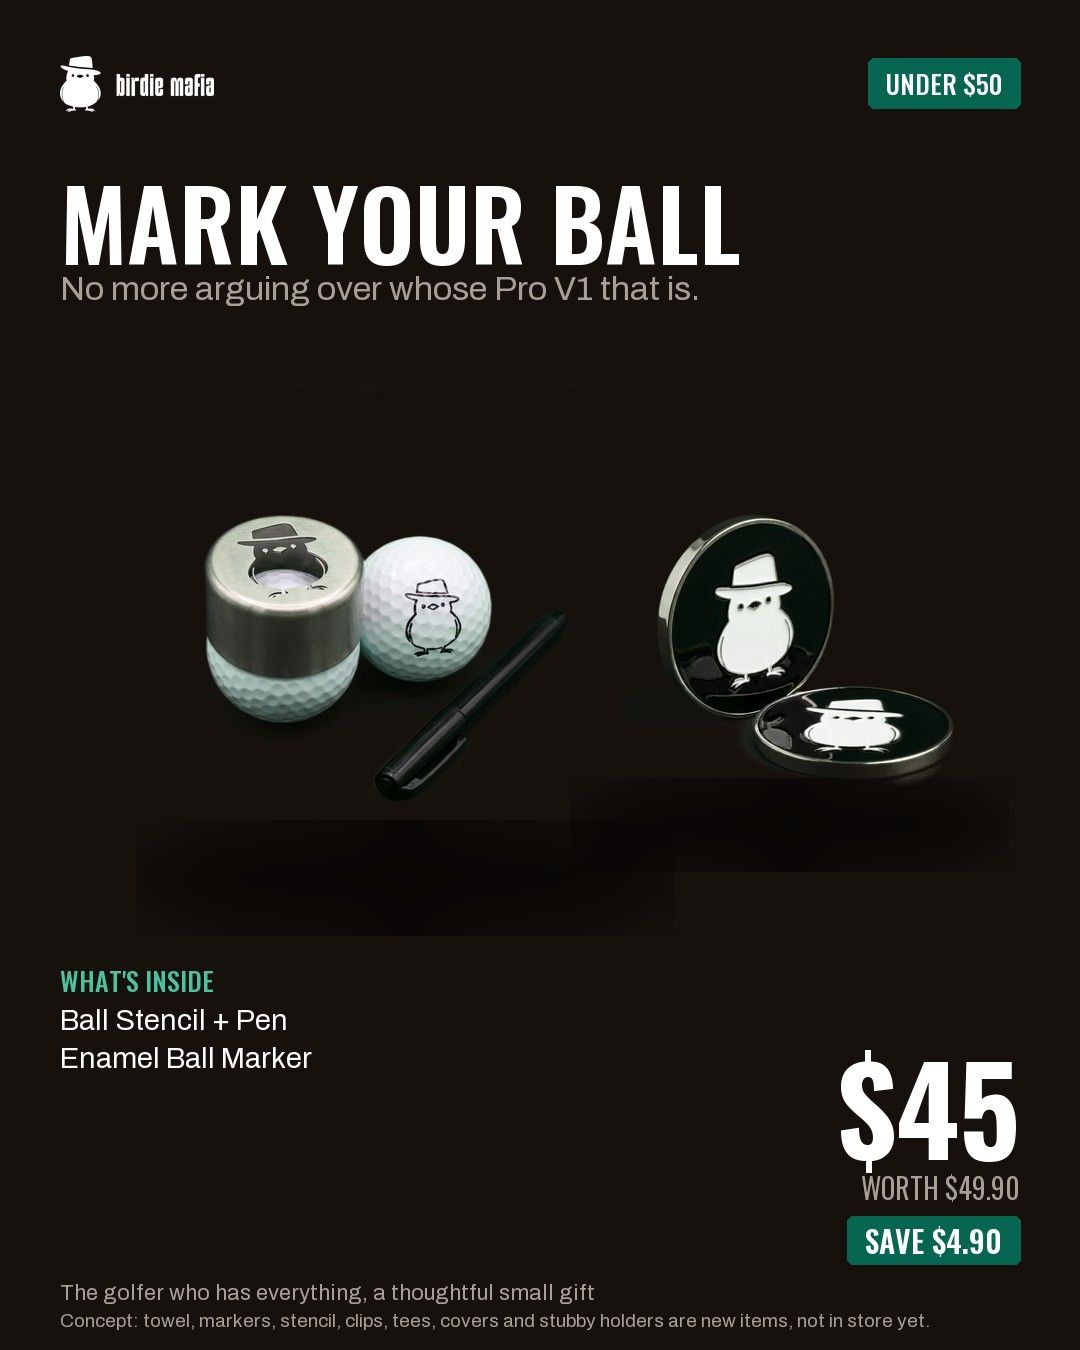 birdie mafia
UNDER $50
MARK YOUR BALL
No more arguing over whose Pro V1 that is.
WHAT'S INSIDE
Ball Stencil + Pen
Enamel Ball Marker
$45
WORTH $49.90
SAVE $4.90
The golfer who has everything, a thoughtful small gift
Concept: towel, markers, stencil, clips, tees, covers and stubby holders are new items, not in store yet.